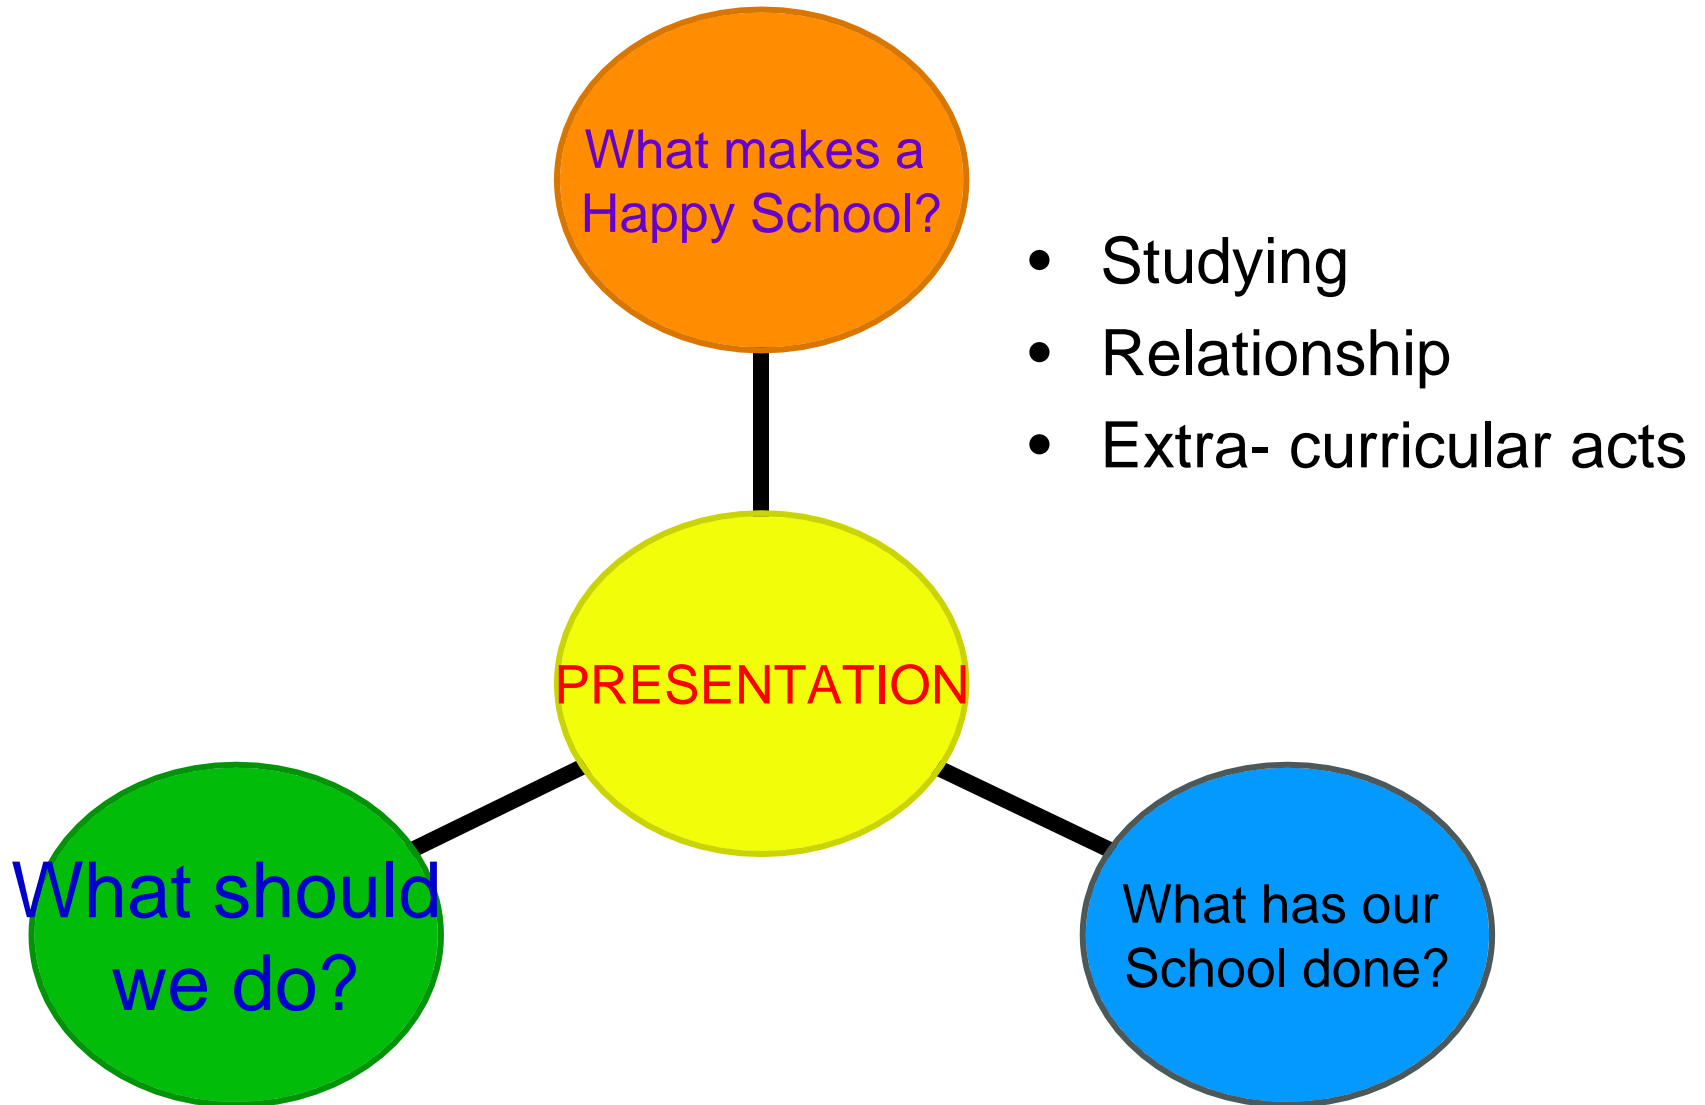 What makes a
Happy School?
• Studying
• Relationship
• Extra- curricular acts
PRESENTATION
What should
we do?
What has our
School done?